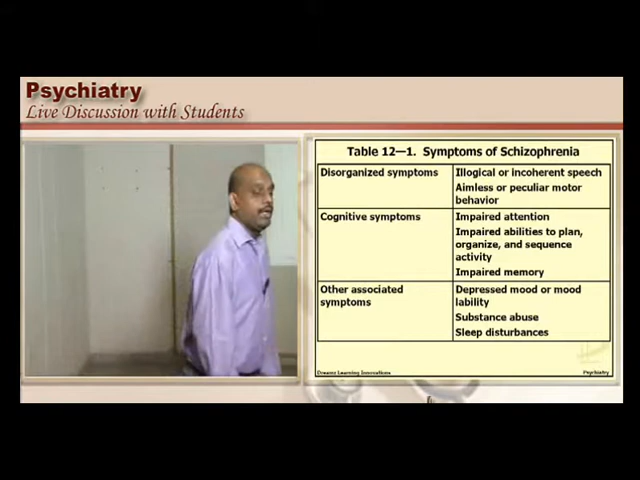 Psychiatry
Live Discussion with Students
Table 12—1. Symptoms of Schizophrenia
Disorganized symptoms
Illogical or incoherent speech
Aimless or peculiar motor
behavior
Cognitive symptoms
Impaired attention
Impaired abilities to plan,
organize, and sequence
activity
Impaired memory
Other associated
symptoms
Depressed mood or mood
lability
Substance abuse
Sleep disturbances
Psychiatry